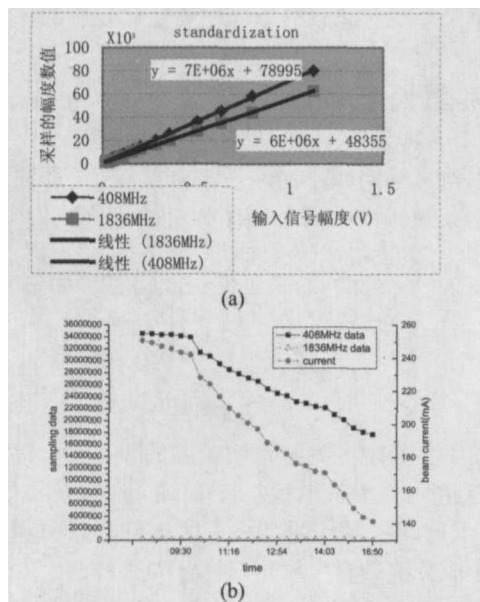 standardization
采样的幅度数值
100
80
60
40
20
0
y = 7E+06x + 78995
y = 6E+06x + 48355
1
1.5
输入信号幅度(V)
408MHz
1836MHz
线性 (1836MHz)
线性 (408MHz)
(a)
sampling data
36000000
34000000
32000000
30000000
28000000
26000000
24000000
22000000
20000000
18000000
16000000
14000000
12000000
10000000
8000000
6000000
4000000
2000000
0
408MHz data
1836MHz data
current
260
240
220
200
180
160
140
beam current(mA)
09:30
11:16
12:54
14:03
16:50
time
(b)